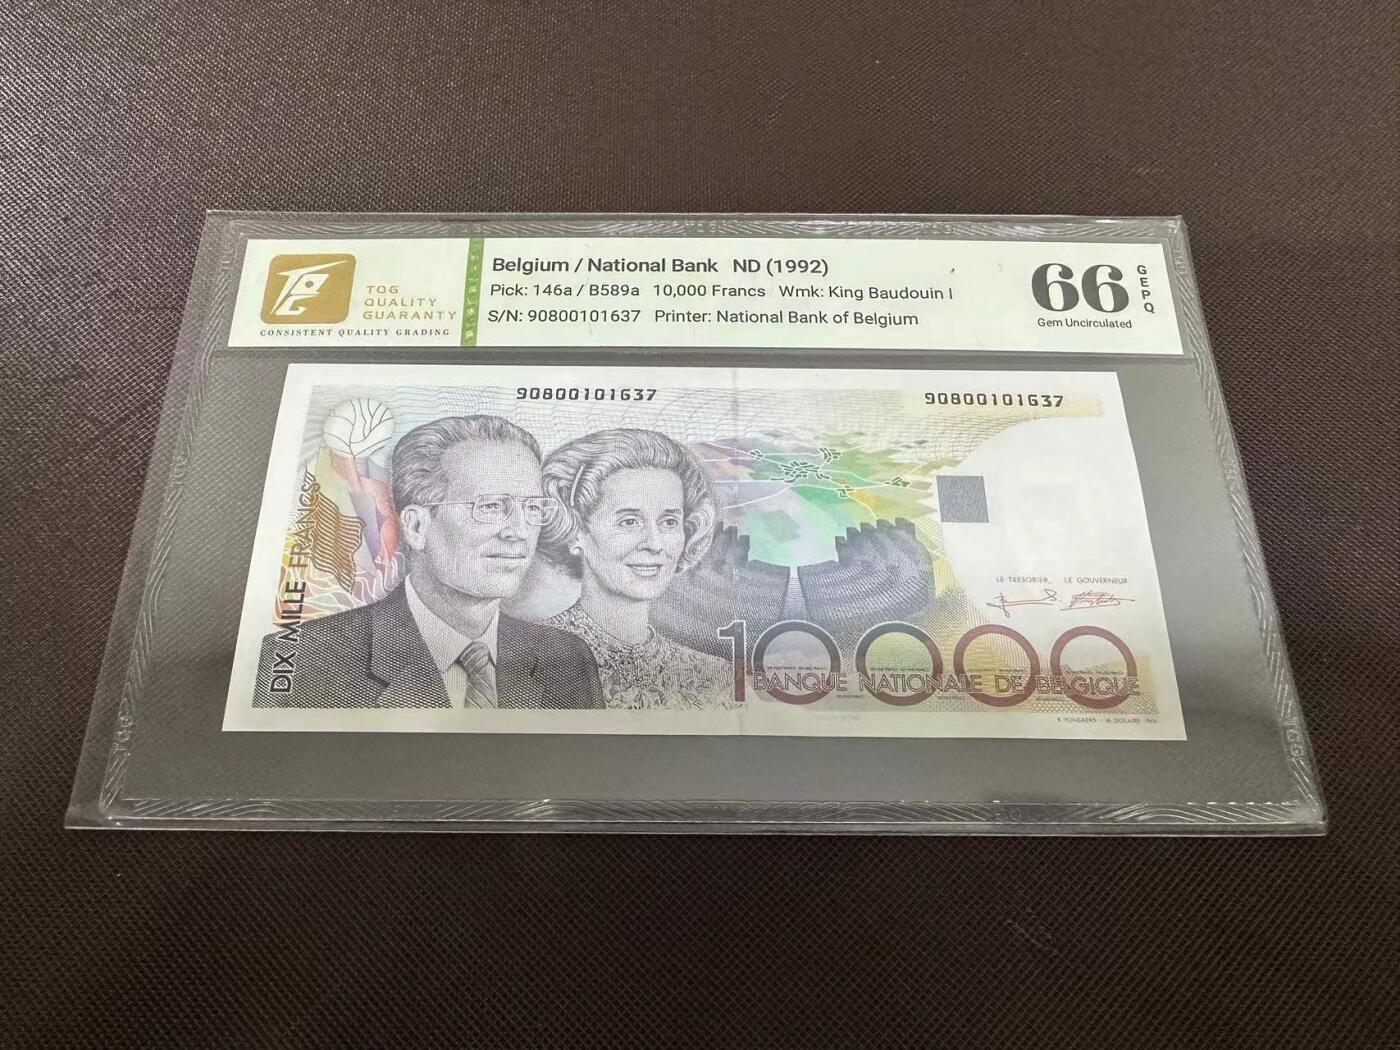 TQG
QUALITY
GUARANTY
CONSISTENT QUALITY GRADING
Belgium / National Bank ND (1992)
Pick: 146a / B589a 10,000 Francs Wmk: King Baudouin I
S/N: 90800101637 Printer: National Bank of Belgium
66
Gem Uncirculated
GEPQ
90800101637
90800101637
DIX MILLE FRANCS
LE TRESORIER, LE GOUVERNEUR
10000
BANQUE NATIONALE DE BELGIQUE